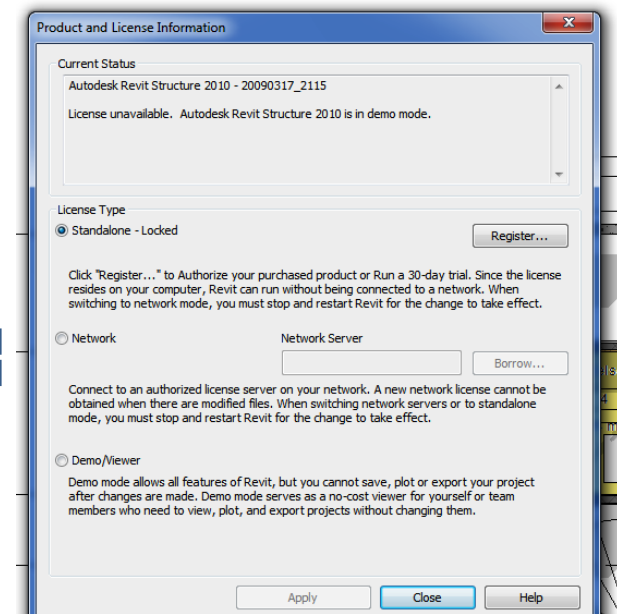 Product and License Information
Current Status
Autodesk Revit Structure 2010 - 20090317_2115
License unavailable. Autodesk Revit Structure 2010 is in demo mode.
License Type
Standalone - Locked
Register...
Click "Register..." to Authorize your purchased product or Run a 30-day trial. Since the license
resides on your computer, Revit can run without being connected to a network. When
switching to network mode, you must stop and restart Revit for the change to take effect.
Network
Network Server
Borrow...
Connect to an authorized license server on your network. A new network license cannot be
obtained when there are modified files. When switching network servers or to standalone
mode, you must stop and restart Revit for the change to take effect.
Demo/Viewer
Demo mode allows all features of Revit, but you cannot save, plot or export your project
after changes are made. Demo mode serves as a no-cost viewer for yourself or team
members who need to view, plot, and export projects without changing them.
Apply
Close
Help